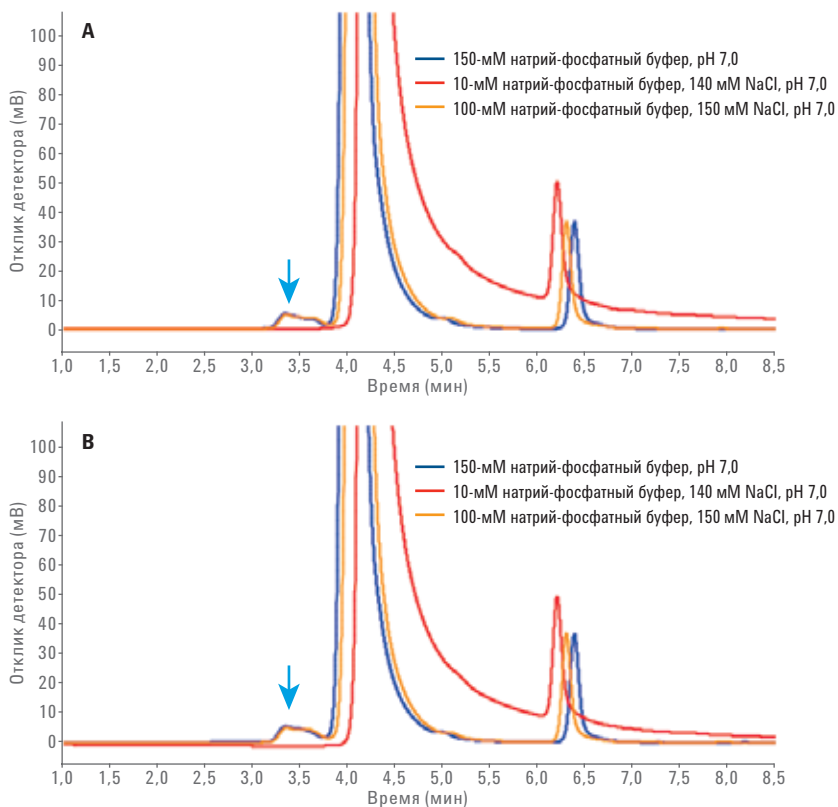 A
150-мМ натрий-фосфатный буфер, pH 7,0
10-мМ натрий-фосфатный буфер, 140 мМ NaCl, pH 7,0
100-мМ натрий-фосфатный буфер, 150 мМ NaCl, pH 7,0
Отклик детектора (мВ)
100
90
80
70
60
50
40
30
20
10
0
1,0 1,5 2,0 2,5 3,0 3,5 4,0 4,5 5,0 5,5 6,0 6,5 7,0 7,5 8,0 8,5
Время (мин)
B
150-мМ натрий-фосфатный буфер, pH 7,0
10-мМ натрий-фосфатный буфер, 140 мМ NaCl, pH 7,0
100-мМ натрий-фосфатный буфер, 150 мМ NaCl, pH 7,0
Отклик детектора (мВ)
100
90
80
70
60
50
40
30
20
10
0
1,0 1,5 2,0 2,5 3,0 3,5 4,0 4,5 5,0 5,5 6,0 6,5 7,0 7,5 8,0 8,5
Время (мин)